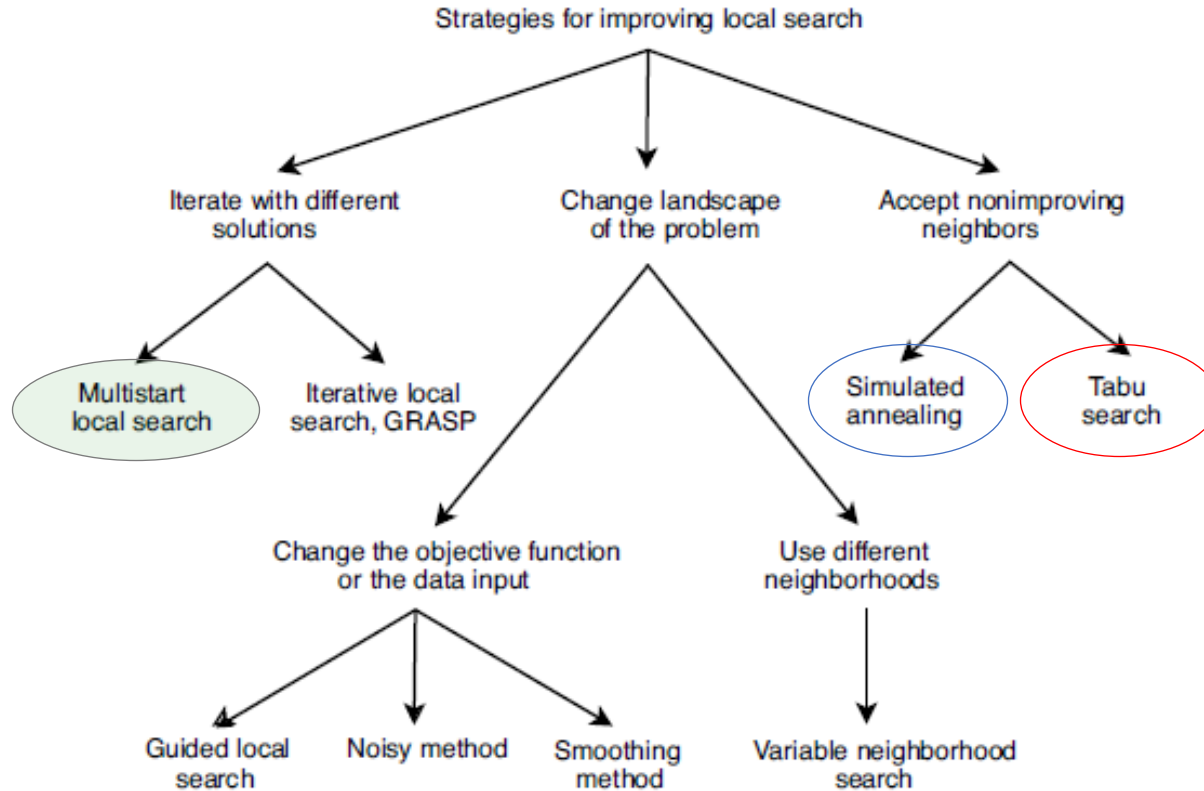 Strategies for improving local search
Iterate with different
solutions
Change landscape
of the problem
Accept nonimproving
neighbors
Multistart
local search
Iterative local
search, GRASP
Simulated
annealing
Tabu
search
Change the objective function
or the data input
Use different
neighborhoods
Guided local
search
Noisy method
Smoothing
method
Variable neighborhood
search